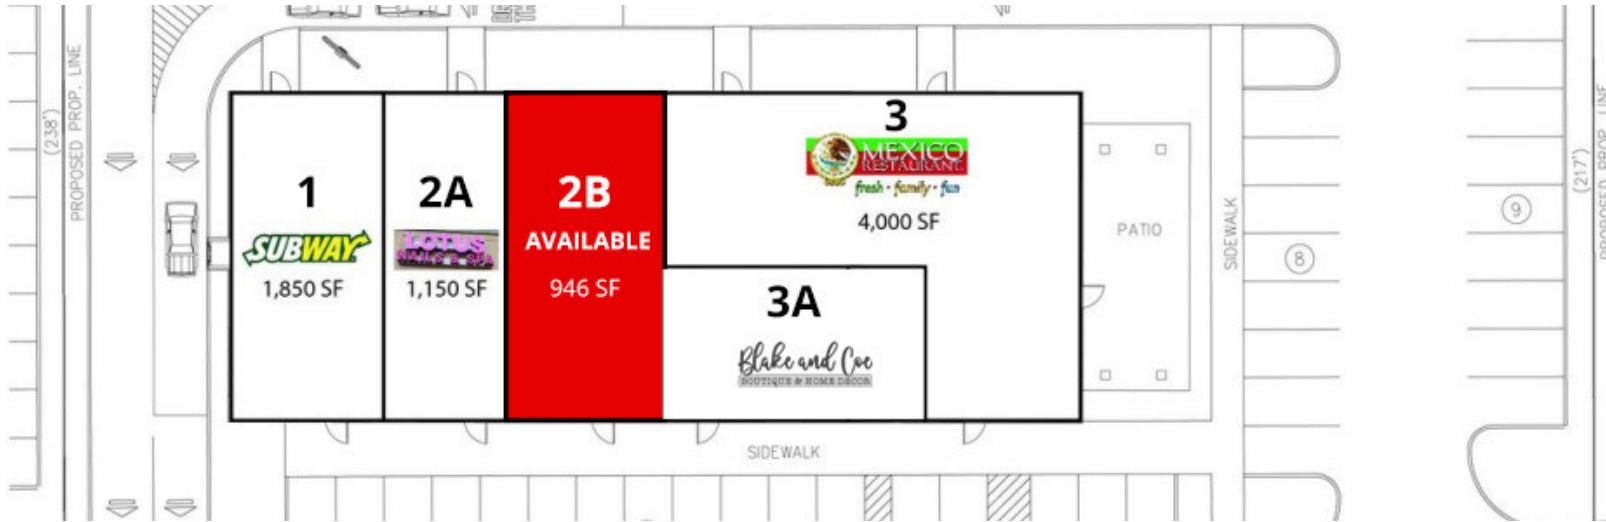 (238')
PROPOSED PROP. LINE
1
SUBWAY
1,850 SF
2A
LOTUS
NAILS & SPA
1,150 SF
2B
AVAILABLE
946 SF
3
MEXICO
RESTAURANT
fresh • family • fun
4,000 SF
3A
Blake and Coe
BOUTIQUE & HOME DECOR
PATIO
SIDEWALK
SIDEWALK
8
9
(217')
PROPOSED PROP. LINE